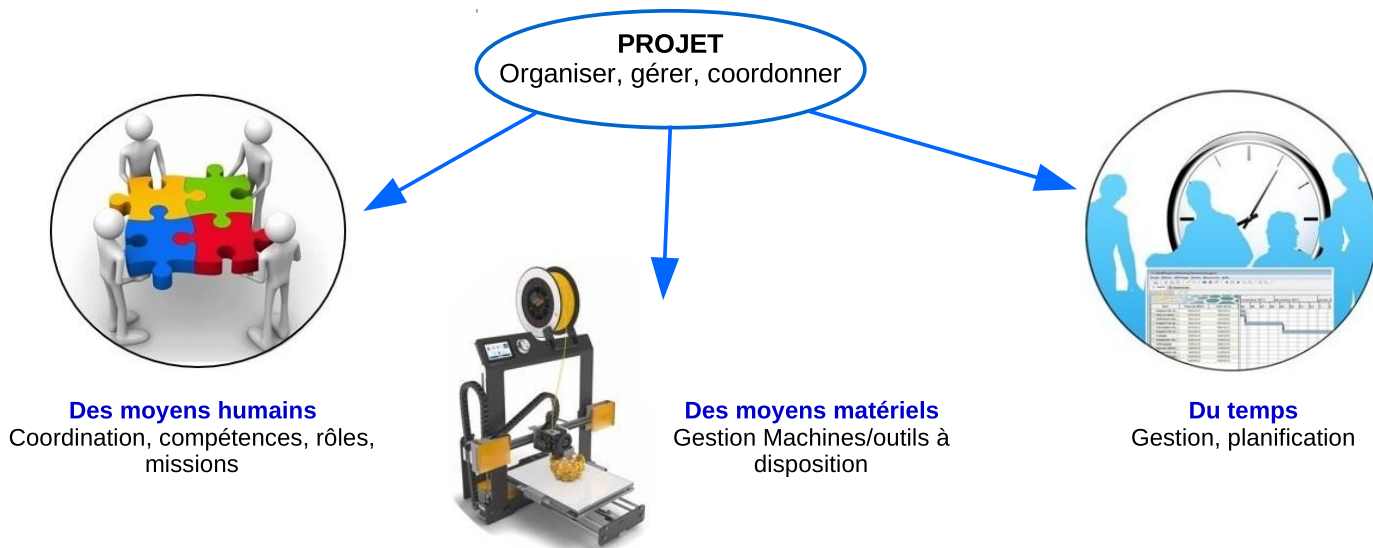 PROJET
Organiser, gérer, coordonner
Des moyens humains
Coordination, compétences, rôles,
missions
Des moyens matériels
Gestion Machines/outils à
disposition
Du temps
Gestion, planification